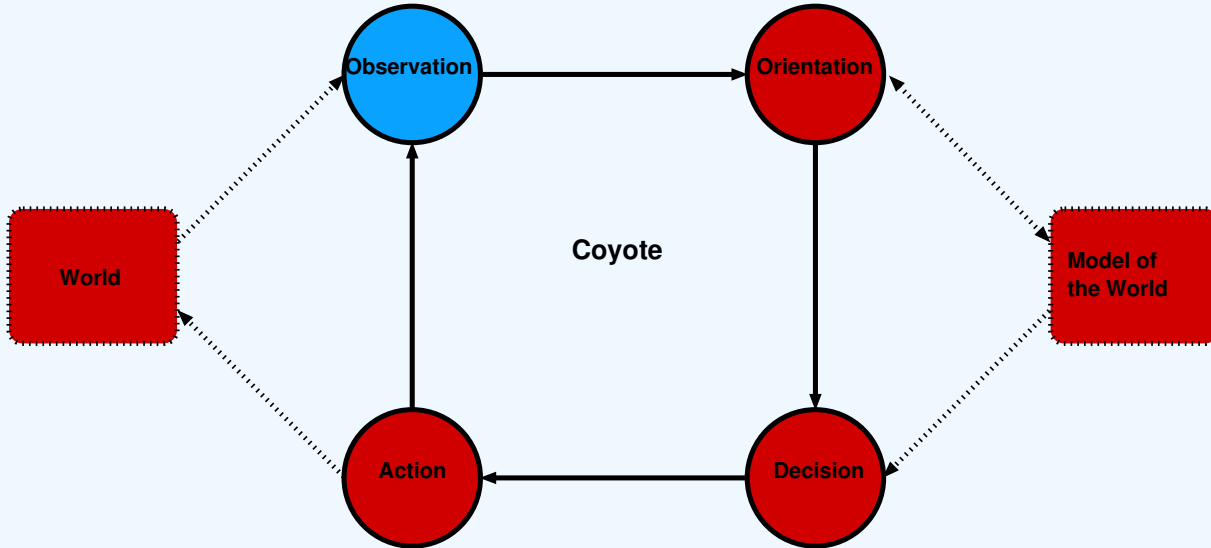 Observation
Orientation
Coyote
World
Model of
the World
Action
Decision